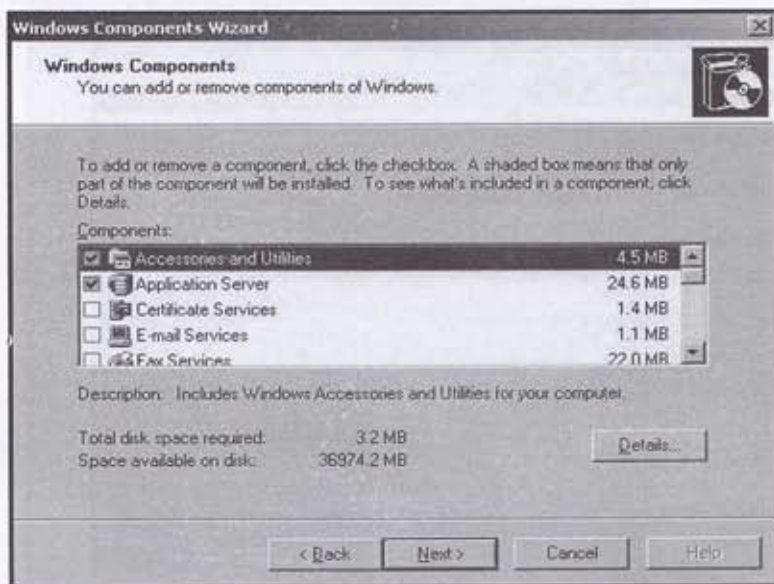 Windows Components Wizard
Windows Components
You can add or remove components of Windows.
To add or remove a component, click the checkbox. A shaded box means that only
part of the component will be installed. To see what's included in a component, click
Details.
Components:
Accessories and Utilities 4.5 MB
Application Server 24.6 MB
Certificate Services 1.4 MB
E-mail Services 1.1 MB
Fax Services 22.0 MB
Description: Includes Windows Accessories and Utilities for your computer.
Total disk space required: 3.2 MB
Space available on disk: 36974.2 MB
Details...
< Back Next > Cancel Help